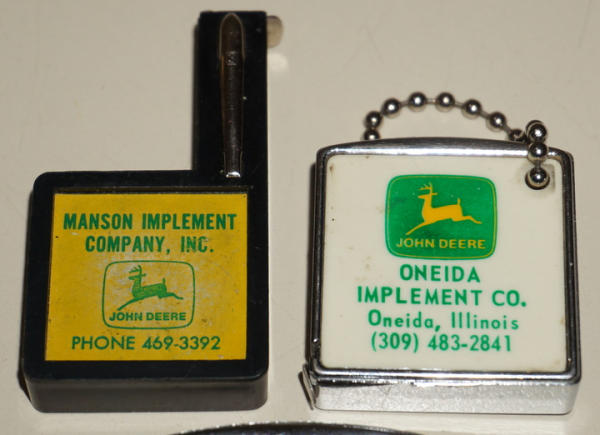 MANSON IMPLEMENT
COMPANY, INC.
JOHN DEERE
PHONE 469-3392
JOHN DEERE
ONEIDA
IMPLEMENT CO.
Oneida, Illinois
(309) 483-2841